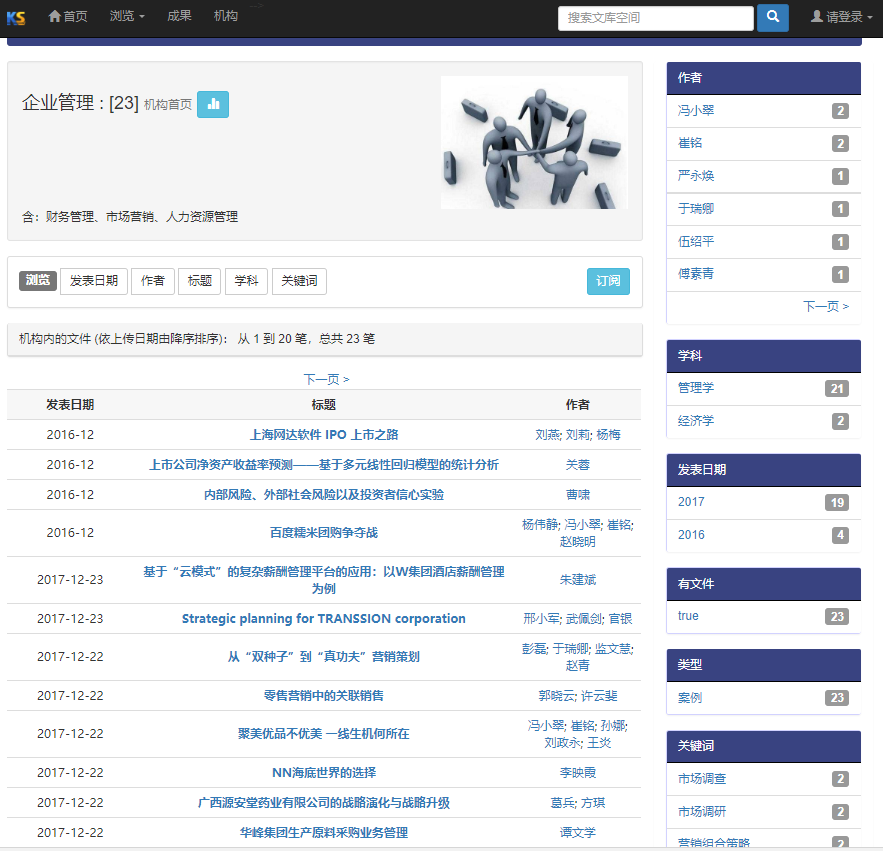 KS 首页 浏览 成果 机构 --> 搜索文库空间 请登录
企业管理 : [23] 机构首页
含：财务管理、市场营销、人力资源管理
浏览 发表日期 作者 标题 学科 关键词 订阅
机构内的文件 (依上传日期由降序排序)： 从 1 到 20 笔，总共 23 笔
下一页 >
发表日期 标题 作者
2016-12 上海网达软件 IPO 上市之路 刘燕; 刘莉; 杨梅
2016-12 上市公司净资产收益率预测——基于多元线性回归模型的统计分析 关蓉
2016-12 内部风险、外部社会风险以及投资者信心实验 曹啸
2016-12 百度糯米团购争夺战 杨伟静; 冯小翠; 崔铭;
赵晓明
2017-12-23 基于“云模式”的复杂薪酬管理平台的应用：以W集团酒店薪酬管理
为例 朱建斌
2017-12-23 Strategic planning for TRANSSION corporation 邢小军; 武佩剑; 官银
2017-12-22 从“双种子”到“真功夫”营销策划 彭磊; 于瑞卿; 监文慧;
赵青
2017-12-22 零售营销中的关联销售 郭晓云; 许云斐
2017-12-22 聚美优品不优美 一线生机何所在 冯小翠; 崔铭; 孙娜;
刘政永; 王炎
2017-12-22 NN海底世界的选择 李映霞
2017-12-22 广西源安堂药业有限公司的战略演化与战略升级 葛兵; 方琪
2017-12-22 华峰集团生产原料采购业务管理 谭文学
作者
冯小翠 2
崔铭 2
严永焕 1
于瑞卿 1
伍绍平 1
傅素青 1
下一页 >
学科
管理学 21
经济学 2
发表日期
2017 19
2016 4
有文件
true 23
类型
案例 23
关键词
市场调查 2
市场调研 2
营销组合策略 2